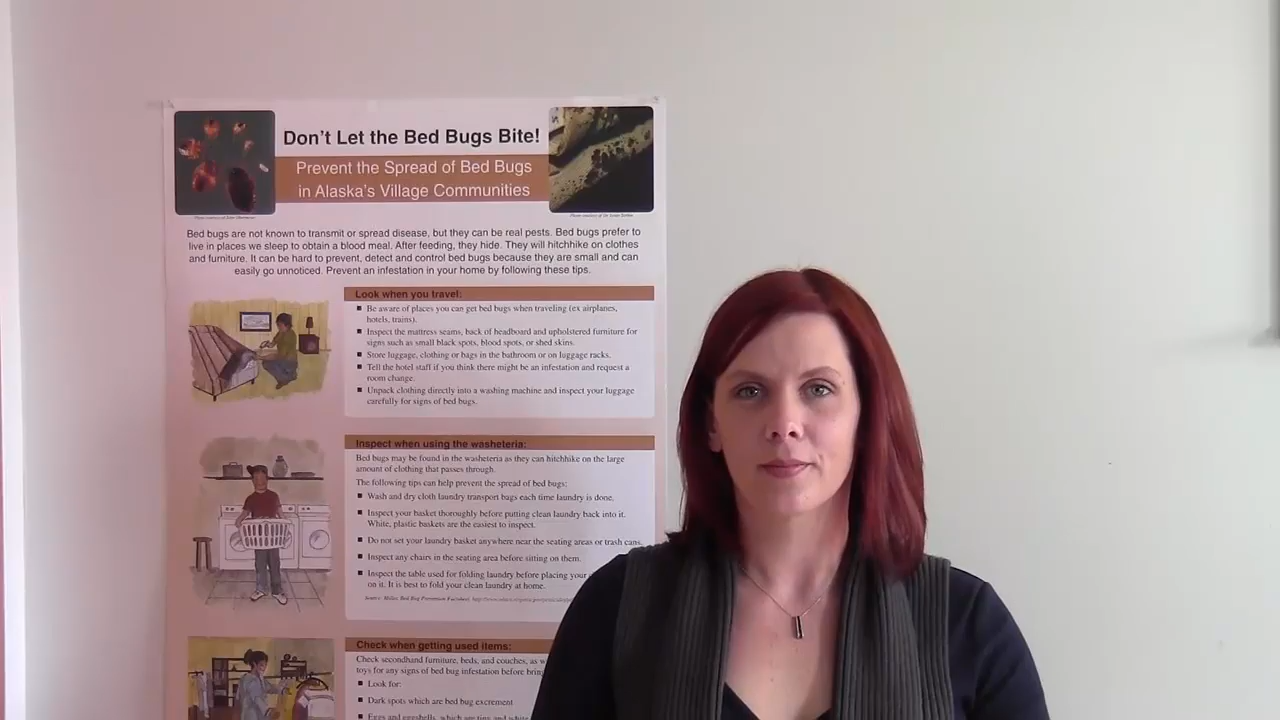 Don't Let the Bed Bugs Bite!
Prevent the Spread of Bed Bugs
in Alaska's Village Communities
Bed bugs are not known to transmit or spread disease, but they can be real pests. Bed bugs prefer to
live in places we sleep to obtain a blood meal. After feeding, they hide. They will hitchhike on clothes
and furniture. It can be hard to prevent, detect and control bed bugs because they are small and can
easily go unnoticed. Prevent an infestation in your home by following these tips.
Look when you travel:
■ Be aware of places you can get bed bugs when traveling (ex airplanes,
hotels, trains).
■ Inspect the mattress seams, back of headboard and upholstered furniture for
signs such as small black spots, blood spots, or shed skins.
■ Store luggage, clothing or bags in the bathroom or on luggage racks.
■ Tell the hotel staff if you think there might be an infestation and request a
room change.
■ Unpack clothing directly into a washing machine and inspect your luggage
carefully for signs of bed bugs.
Inspect when using the washeteria:
Bed bugs may be found in the washeteria as they can hitchhike on the large
amount of clothing that passes through.
The following tips can help prevent the spread of bed bugs:
■ Wash and dry cloth laundry transport bags each time laundry is done.
■ Inspect your basket thoroughly before putting clean laundry back into it.
White, plastic baskets are the easiest to inspect.
■ Do not set your laundry basket anywhere near the seating areas or trash cans.
■ Inspect any chairs in the seating area before sitting on them.
■ Inspect the table used for folding laundry before placing your
on it. It is best to fold your clean laundry at home.
Bed Bug Prevention Factsheet
Check when getting used items:
Check secondhand furniture, beds, and couches, as
toys for any signs of bed bug infestation before
■ Look for:
■ Dark spots which are bed bug excrement
■ Eggs and eggshells, which are tiny and white